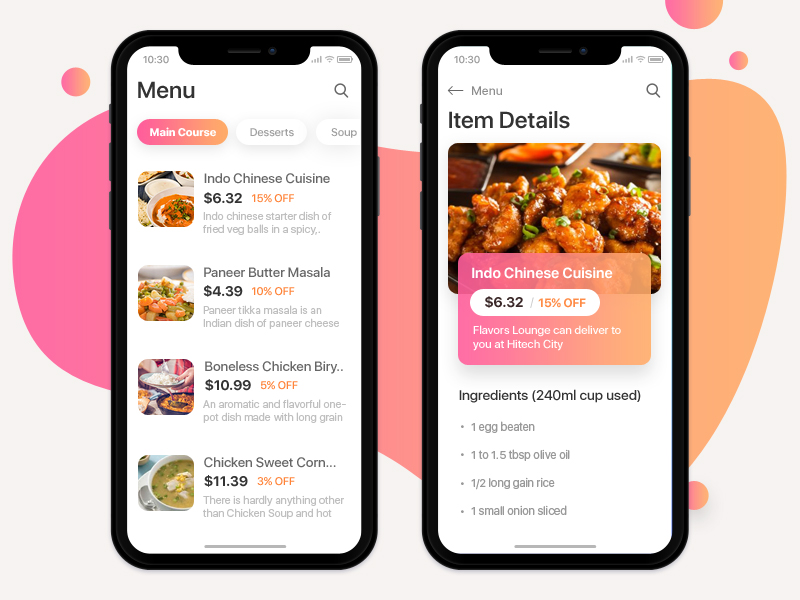 10:30
Menu
Main Course
Desserts
Soup
Indo Chinese Cuisine
$6.32 15% OFF
Indo chinese starter dish of
fried veg balls in a spicy,.
Paneer Butter Masala
$4.39 10% OFF
Paneer tikka masala is an
Indian dish of paneer cheese
Boneless Chicken Biry..
$10.99 5% OFF
An aromatic and flavorful one-
pot dish made with long grain
Chicken Sweet Corn...
$11.39 3% OFF
There is hardly anything other
than Chicken Soup and hot
10:30
Menu
Item Details
Indo Chinese Cuisine
$6.32 / 15% OFF
Flavors Lounge can deliver to
you at Hitech City
Ingredients (240ml cup used)
• 1 egg beaten
• 1 to 1.5 tbsp olive oil
• 1/2 long gain rice
• 1 small onion sliced